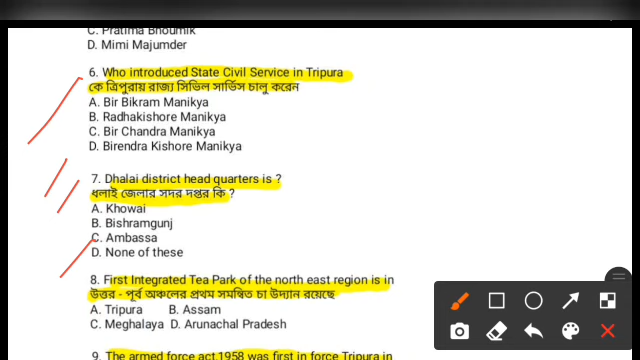 C. Pratima Bhoumik
D. Mimi Majumder
6. Who introduced State Civil Service in Tripura
কে ত্রিপুরায় রাজ্য সিভিল সার্ভিস চালু করেন
A. Bir Bikram Manikya
B. Radhakishore Manikya
C. Bir Chandra Manikya
D. Birendra Kishore Manikya
7. Dhalai district head quarters is ?
ধলাই জেলার সদর দপ্তর কি ?
A. Khowai
B. Bishramgunj
C. Ambassa
D. None of these
8. First Integrated Tea Park of the north east region is in
উত্তর - পূর্ব অঞ্চলের প্রথম সমন্বিত চা উদ্যান রয়েছে
A. Tripura B. Assam
C. Meghalaya D. Arunachal Pradesh
9. The armed force act,1958 was first in force Tripura in